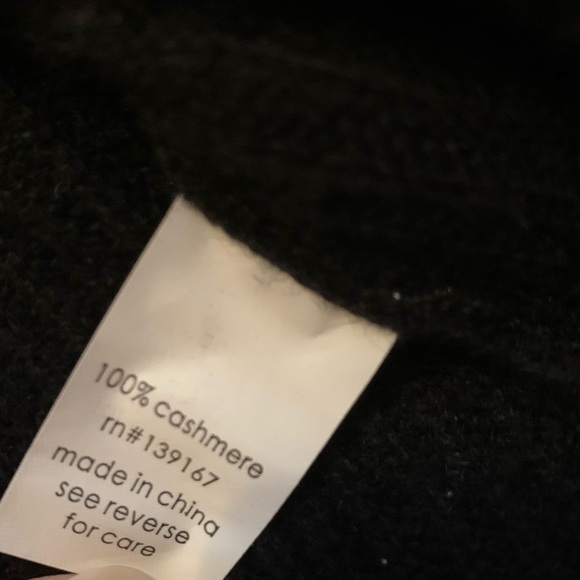 100% cashmere
rn#139167
made in china
see reverse
for care